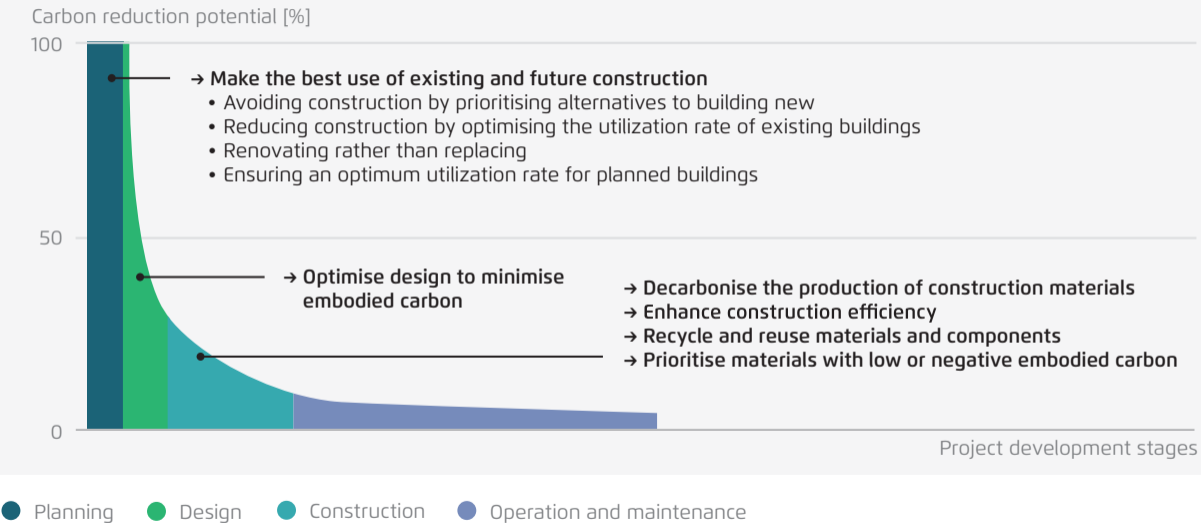 Carbon reduction potential [%]
100
→ Make the best use of existing and future construction
• Avoiding construction by prioritising alternatives to building new
• Reducing construction by optimising the utilization rate of existing buildings
• Renovating rather than replacing
• Ensuring an optimum utilization rate for planned buildings
50
→ Optimise design to minimise
embodied carbon
→ Decarbonise the production of construction materials
→ Enhance construction efficiency
→ Recycle and reuse materials and components
→ Prioritise materials with low or negative embodied carbon
0
Project development stages
Planning Design Construction Operation and maintenance